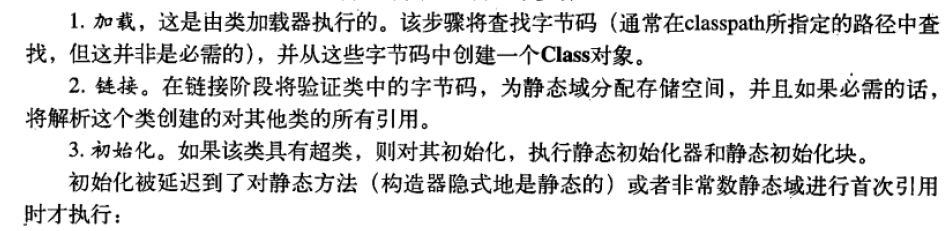 1. 加载，这是由类加载器执行的。该步骤将查找字节码（通常在classpath所指定的路径中查
找，但这并非是必需的），并从这些字节码中创建一个Class对象。
2. 链接。在链接阶段将验证类中的字节码，为静态域分配存储空间，并且如果必需的话，
将解析这个类创建的对其他类的所有引用。
3. 初始化。如果该类具有超类，则对其初始化，执行静态初始化器和静态初始化块。
初始化被延迟到了对静态方法（构造器隐式地是静态的）或者非常数静态域进行首次引用
时才执行：